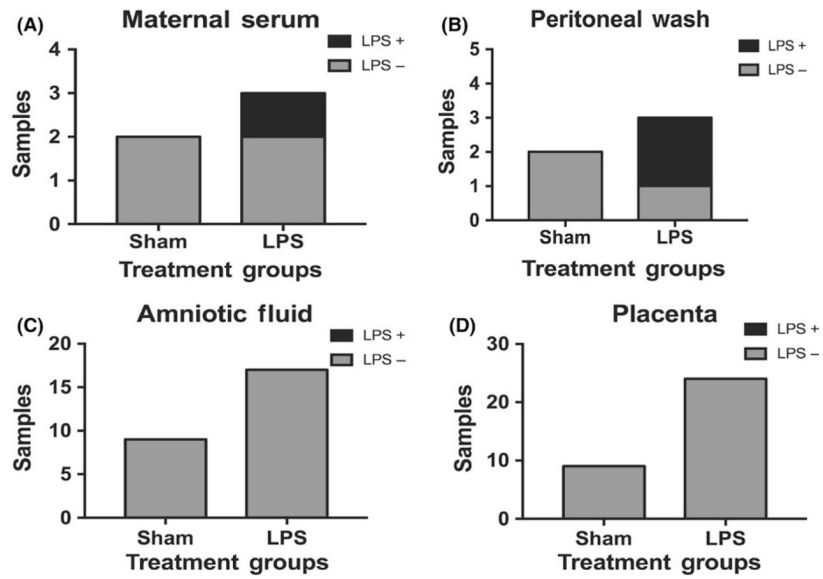 (A)
Maternal serum
LPS +
LPS –
4
3
2
1
0
Samples
Sham LPS
Treatment groups
(B)
Peritoneal wash
LPS +
LPS –
5
4
3
2
1
0
Samples
Sham LPS
Treatment groups
(C)
Amniotic fluid
LPS +
LPS –
20
15
10
5
0
Samples
Sham LPS
Treatment groups
(D)
Placenta
LPS +
LPS –
30
20
10
0
Samples
Sham LPS
Treatment groups